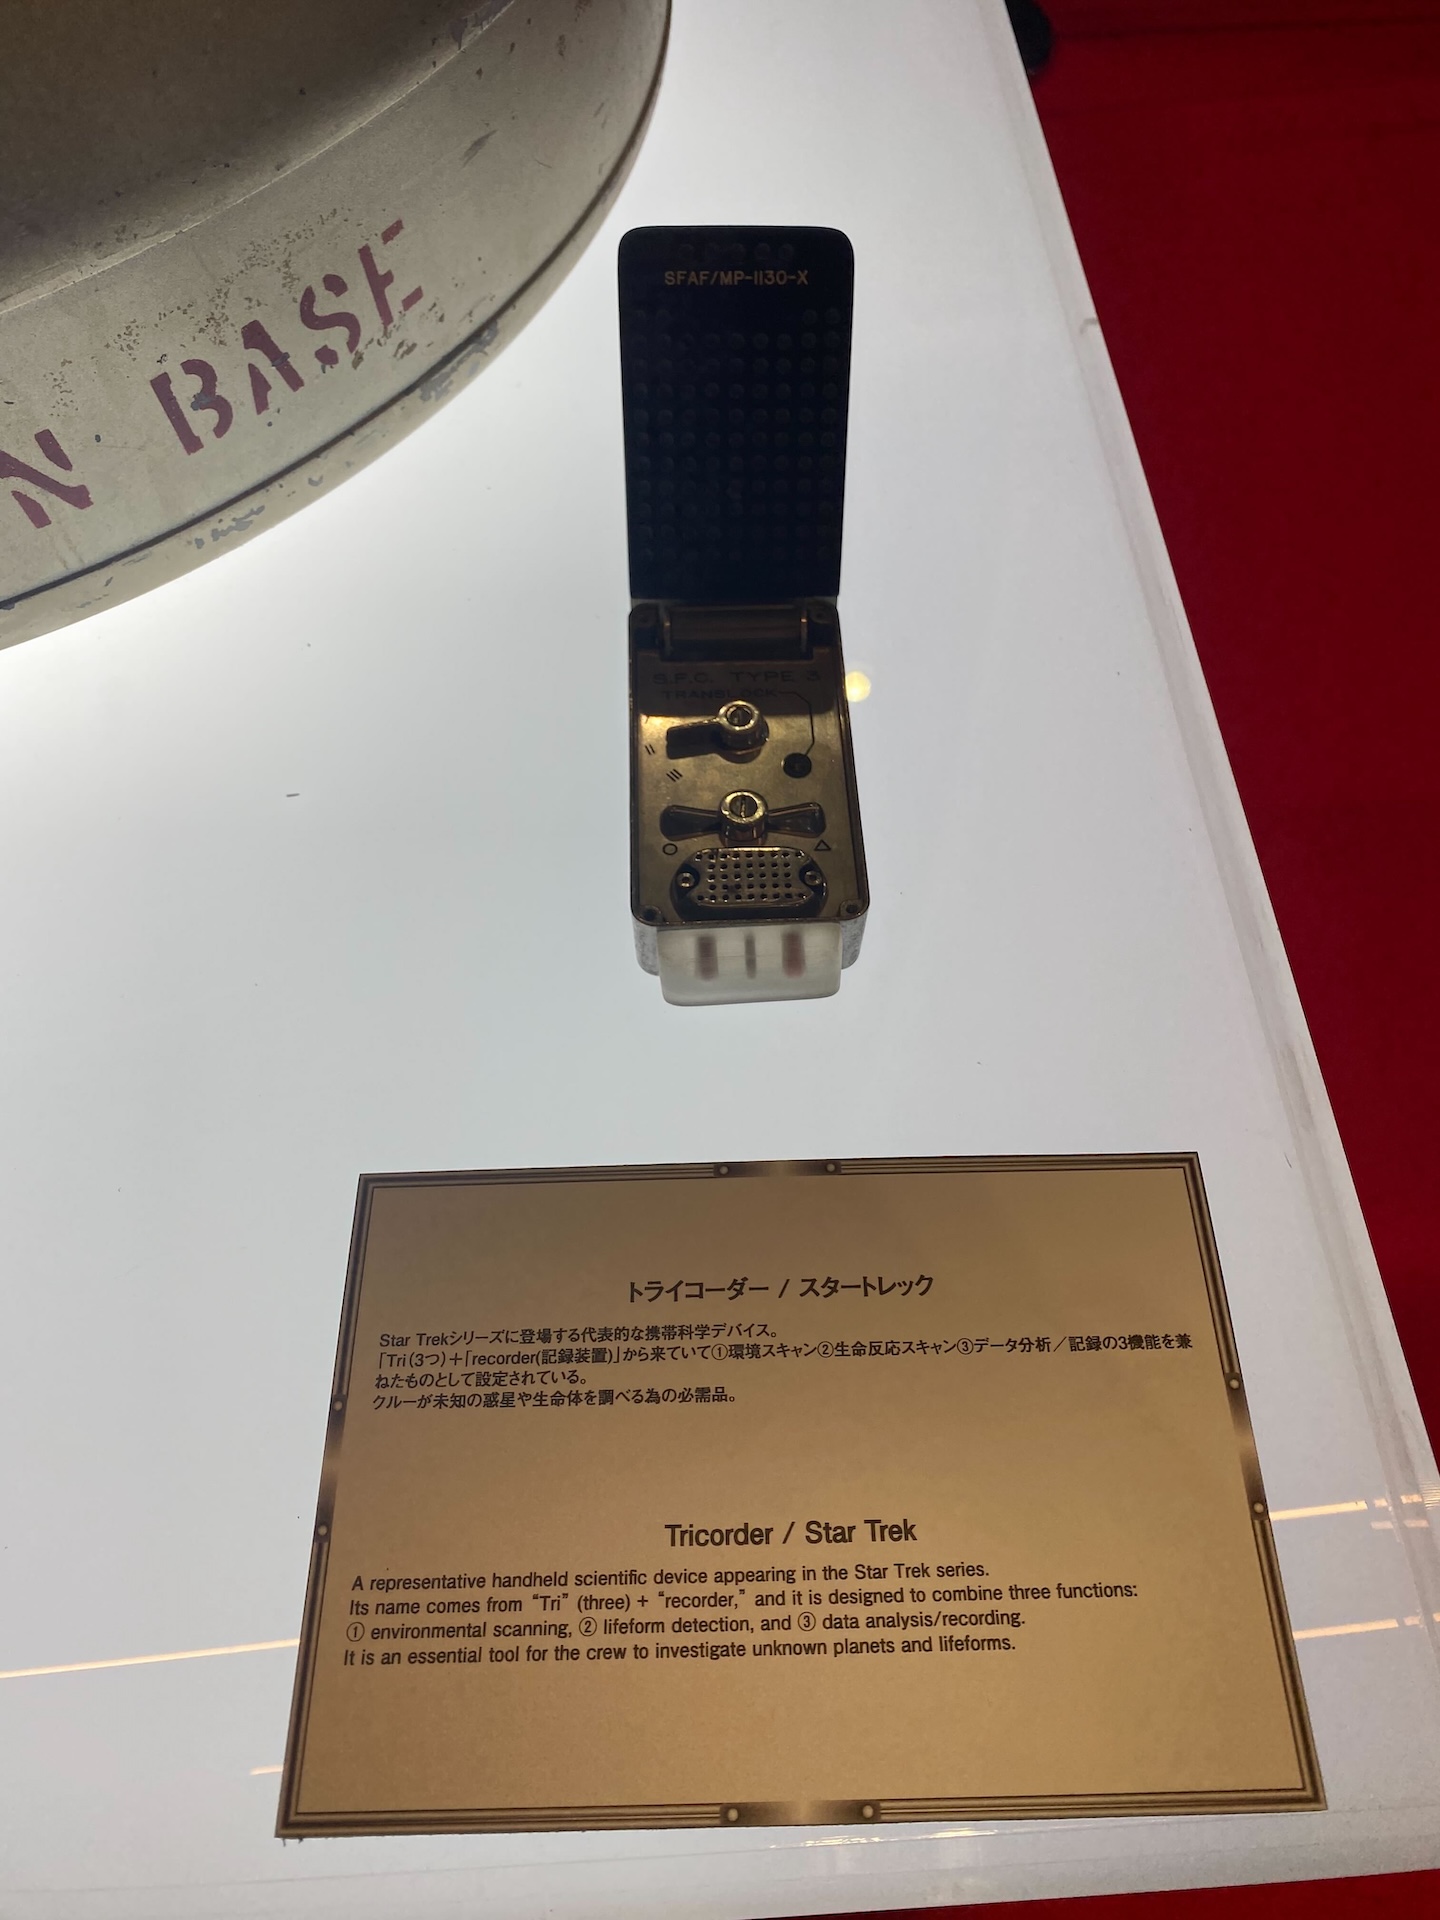 N BASE
SFAF/MP-1130-X
S.F.C. TYPE 3
TRANSLOCK
トライコーダー / スタートレック
Star Trekシリーズに登場する代表的な携帯科学デバイス。
「Tri(3つ)+「recorder(記録装置)」から来ていて①環境スキャン②生命反応スキャン③データ分析/記録の3機能を兼
ねたものとして設定されている。
クルーが未知の惑星や生命体を調べる為の必需品。
Tricorder / Star Trek
A representative handheld scientific device appearing in the Star Trek series.
Its name comes from “Tri” (three) + “recorder,” and it is designed to combine three functions:
① environmental scanning, ② lifeform detection, and ③ data analysis/recording.
It is an essential tool for the crew to investigate unknown planets and lifeforms.